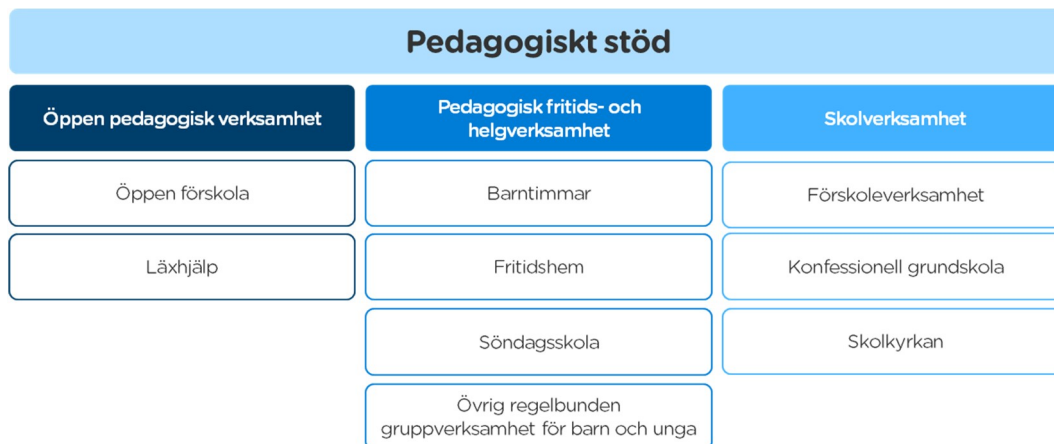 Pedagogiskt stöd
Öppen pedagogisk verksamhet
Öppen förskola
Läxhjälp
Pedagogisk fritids- och
helgverksamhet
Barntimmar
Fritidshem
Söndagsskola
Övrig regelbunden
gruppverksamhet för barn och unga
Skolverksamhet
Förskoleverksamhet
Konfessionell grundskola
Skolkyrkan